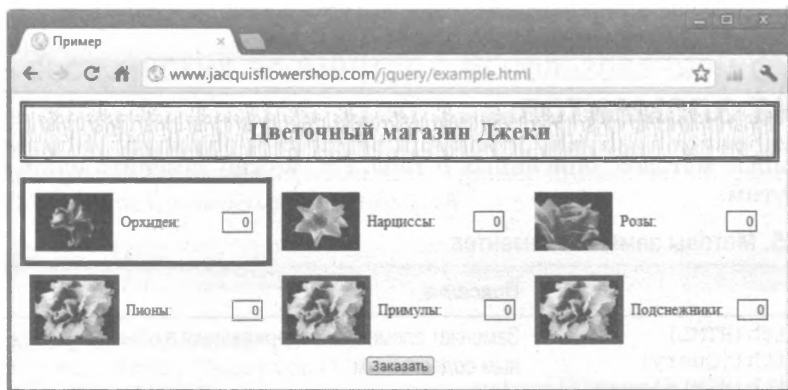 Пример
www.jacquisflowershop.com/jquery/example.html
Цветочный магазин Джеки
Орхидеи: 0 Нарциссы: 0 Розы: 0
Пионы: 0 Примулы: 0 Подснежники: 0
Заказать